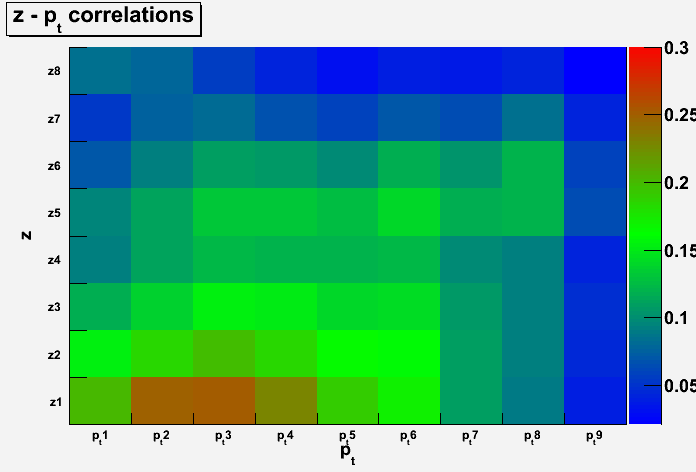 z - pt correlations
0.3
z8
z7
0.25
z6
0.2
z5
z
0.15
z4
z3
0.1
z2
0.05
z1
pt1 pt2 pt3 pt4 pt5 pt6 pt7 pt8 pt9
pt